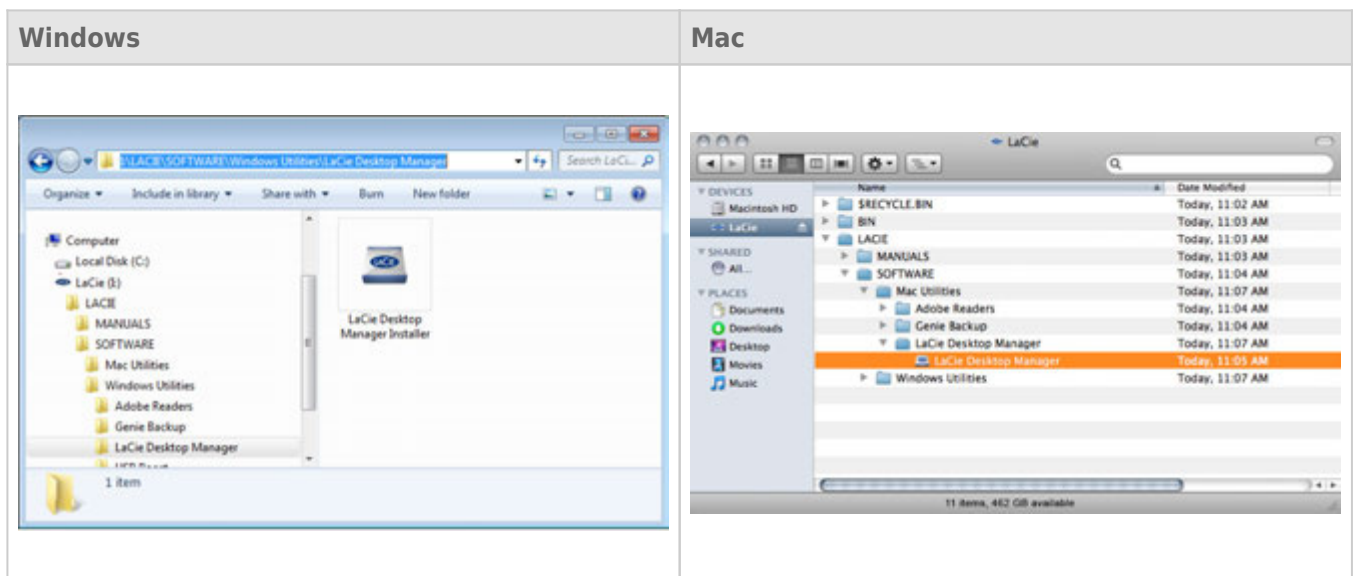 Windows
Mac
I:\LACIE\SOFTWARE\Windows Utilities\LaCie Desktop Manager
Search LaCi...
Organize
Include in library
Share with
Burn
New folder
Computer
Local Disk (C:)
LaCie (I:)
LACIE
MANUALS
SOFTWARE
Mac Utilities
Windows Utilities
Adobe Readers
Genie Backup
LaCie Desktop Manager
LaCie Desktop
Manager Installer
1 item
LaCie
DEVICES
Macintosh HD
LaCie
SHARED
All...
PLACES
Documents
Downloads
Desktop
Movies
Music
Name Date Modified
$RECYCLE.BIN Today, 11:02 AM
BIN Today, 11:03 AM
LACIE Today, 11:03 AM
MANUALS Today, 11:03 AM
SOFTWARE Today, 11:04 AM
Mac Utilities Today, 11:07 AM
Adobe Readers Today, 11:04 AM
Genie Backup Today, 11:04 AM
LaCie Desktop Manager Today, 11:07 AM
LaCie Desktop Manager Today, 11:05 AM
Windows Utilities Today, 11:07 AM
11 items, 462 GB available